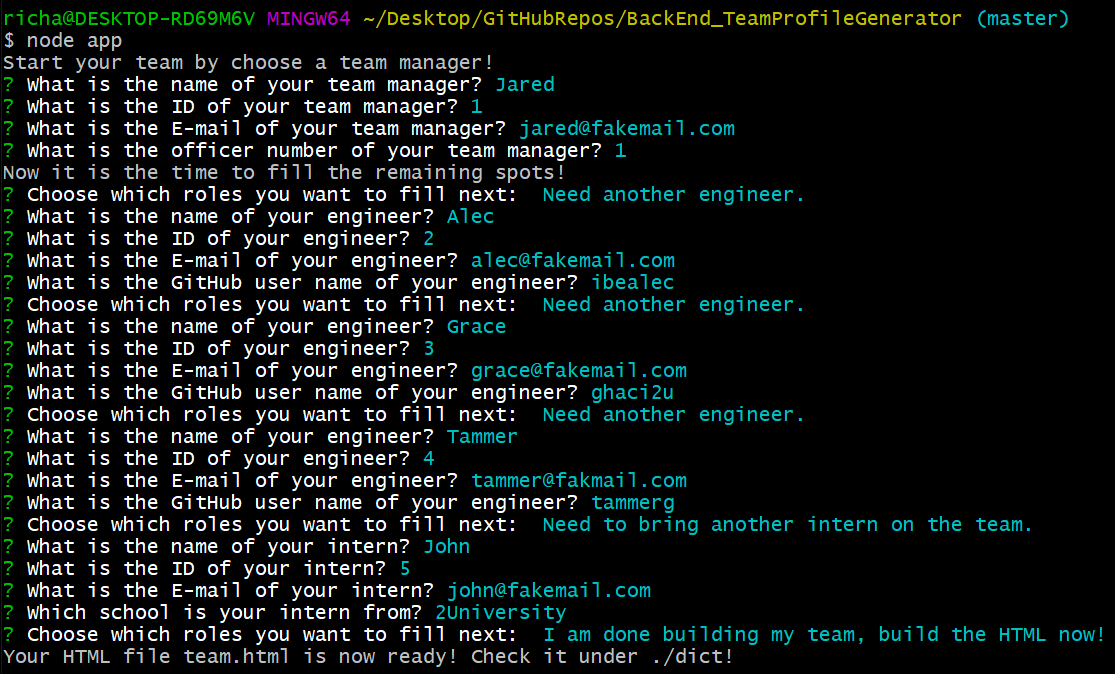 richa@DESKTOP-RD69M6V MINGW64 ~/Desktop/GitHubRepos/BackEnd_TeamProfileGenerator (master)
$ node app
Start your team by choose a team manager!
? What is the name of your team manager? Jared
? What is the ID of your team manager? 1
? What is the E-mail of your team manager? jared@fakemail.com
? What is the officer number of your team manager? 1
Now it is the time to fill the remaining spots!
? Choose which roles you want to fill next:  Need another engineer.
? What is the name of your engineer? Alec
? What is the ID of your engineer? 2
? What is the E-mail of your engineer? alec@fakemail.com
? What is the GitHub user name of your engineer? ibealec
? Choose which roles you want to fill next:  Need another engineer.
? What is the name of your engineer? Grace
? What is the ID of your engineer? 3
? What is the E-mail of your engineer? grace@fakemail.com
? What is the GitHub user name of your engineer? ghaci2u
? Choose which roles you want to fill next:  Need another engineer.
? What is the name of your engineer? Tammer
? What is the ID of your engineer? 4
? What is the E-mail of your engineer? tammer@fakmail.com
? What is the GitHub user name of your engineer? tammerg
? Choose which roles you want to fill next:  Need to bring another intern on the team.
? What is the name of your intern? John
? What is the ID of your intern? 5
? What is the E-mail of your intern? john@fakemail.com
? Which school is your intern from? 2University
? Choose which roles you want to fill next:  I am done building my team, build the HTML now!
Your HTML file team.html is now ready! Check it under ./dict!